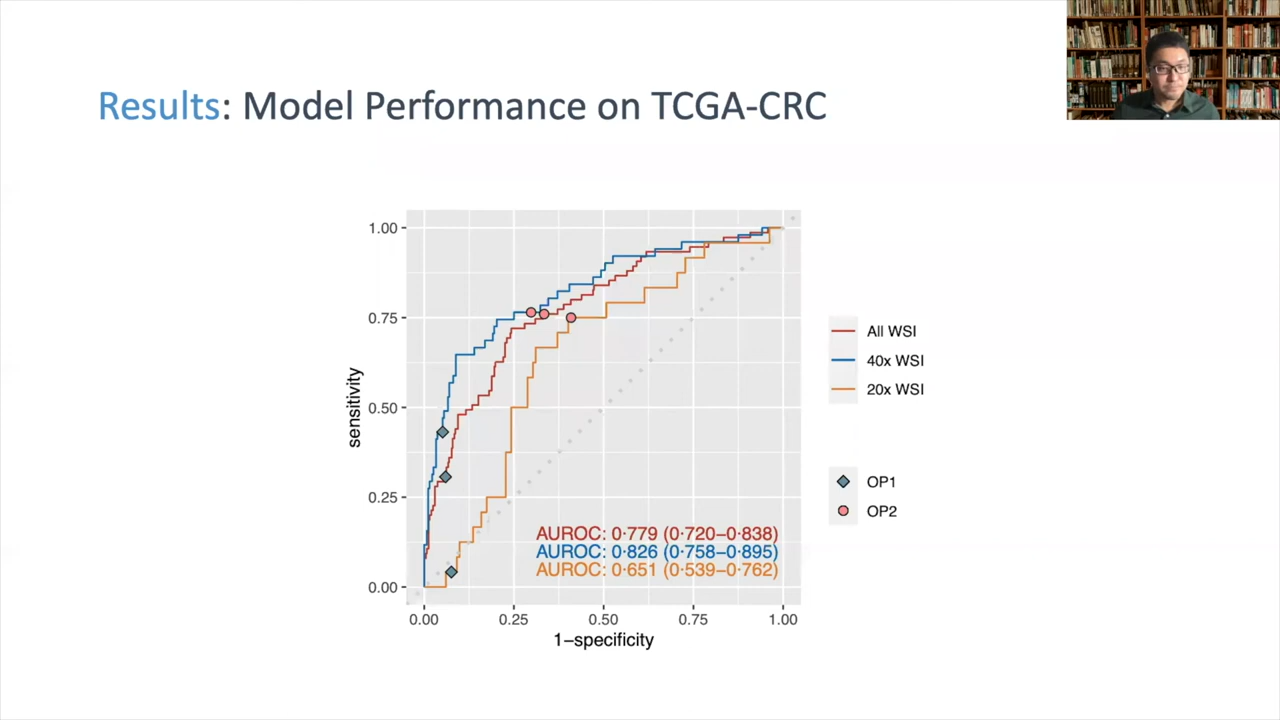 Results: Model Performance on TCGA-CRC
1.00
0.75
0.50
0.25
0.00
sensitivity
0.00 0.25 0.50 0.75 1.00
1−specificity
AUROC: 0·779 (0·720−0·838)
AUROC: 0·826 (0·758−0·895)
AUROC: 0·651 (0·539−0·762)
All WSI
40x WSI
20x WSI
OP1
OP2